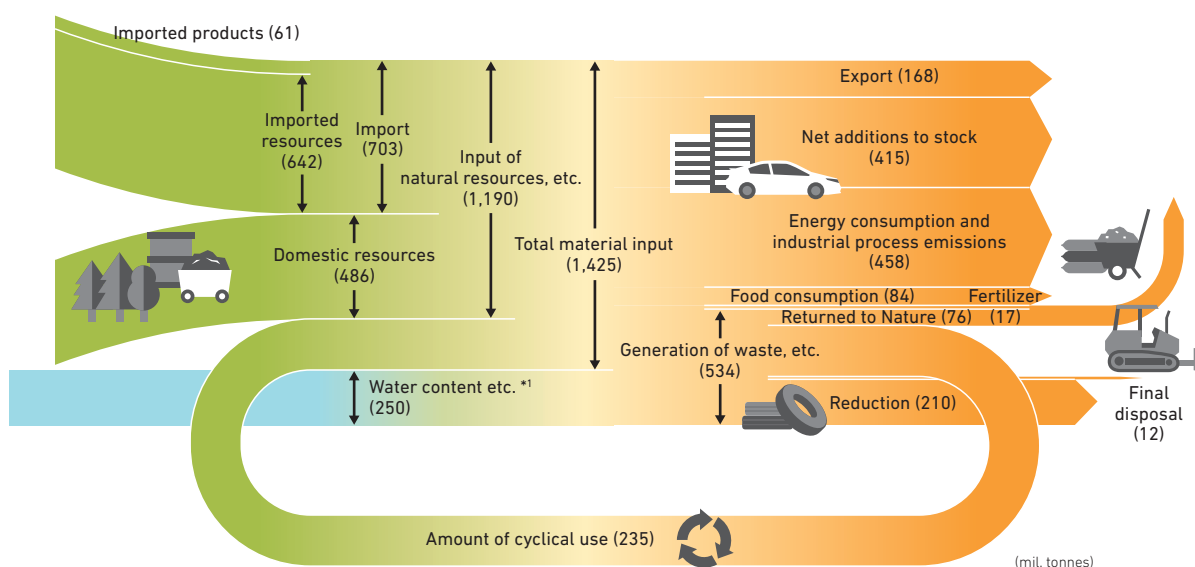 Imported products (61)
Imported
resources
(642)
Import
(703)
Input of
natural resources, etc.
(1,190)
Total material input
(1,425)
Domestic resources
(486)
Water content etc. *1
(250)
Export (168)
Net additions to stock
(415)
Energy consumption and
industrial process emissions
(458)
Food consumption (84)
Fertilizer
(17)
Returned to Nature (76)
Generation of waste, etc.
(534)
Reduction (210)
Final
disposal
(12)
Amount of cyclical use (235)
(mil. tonnes)